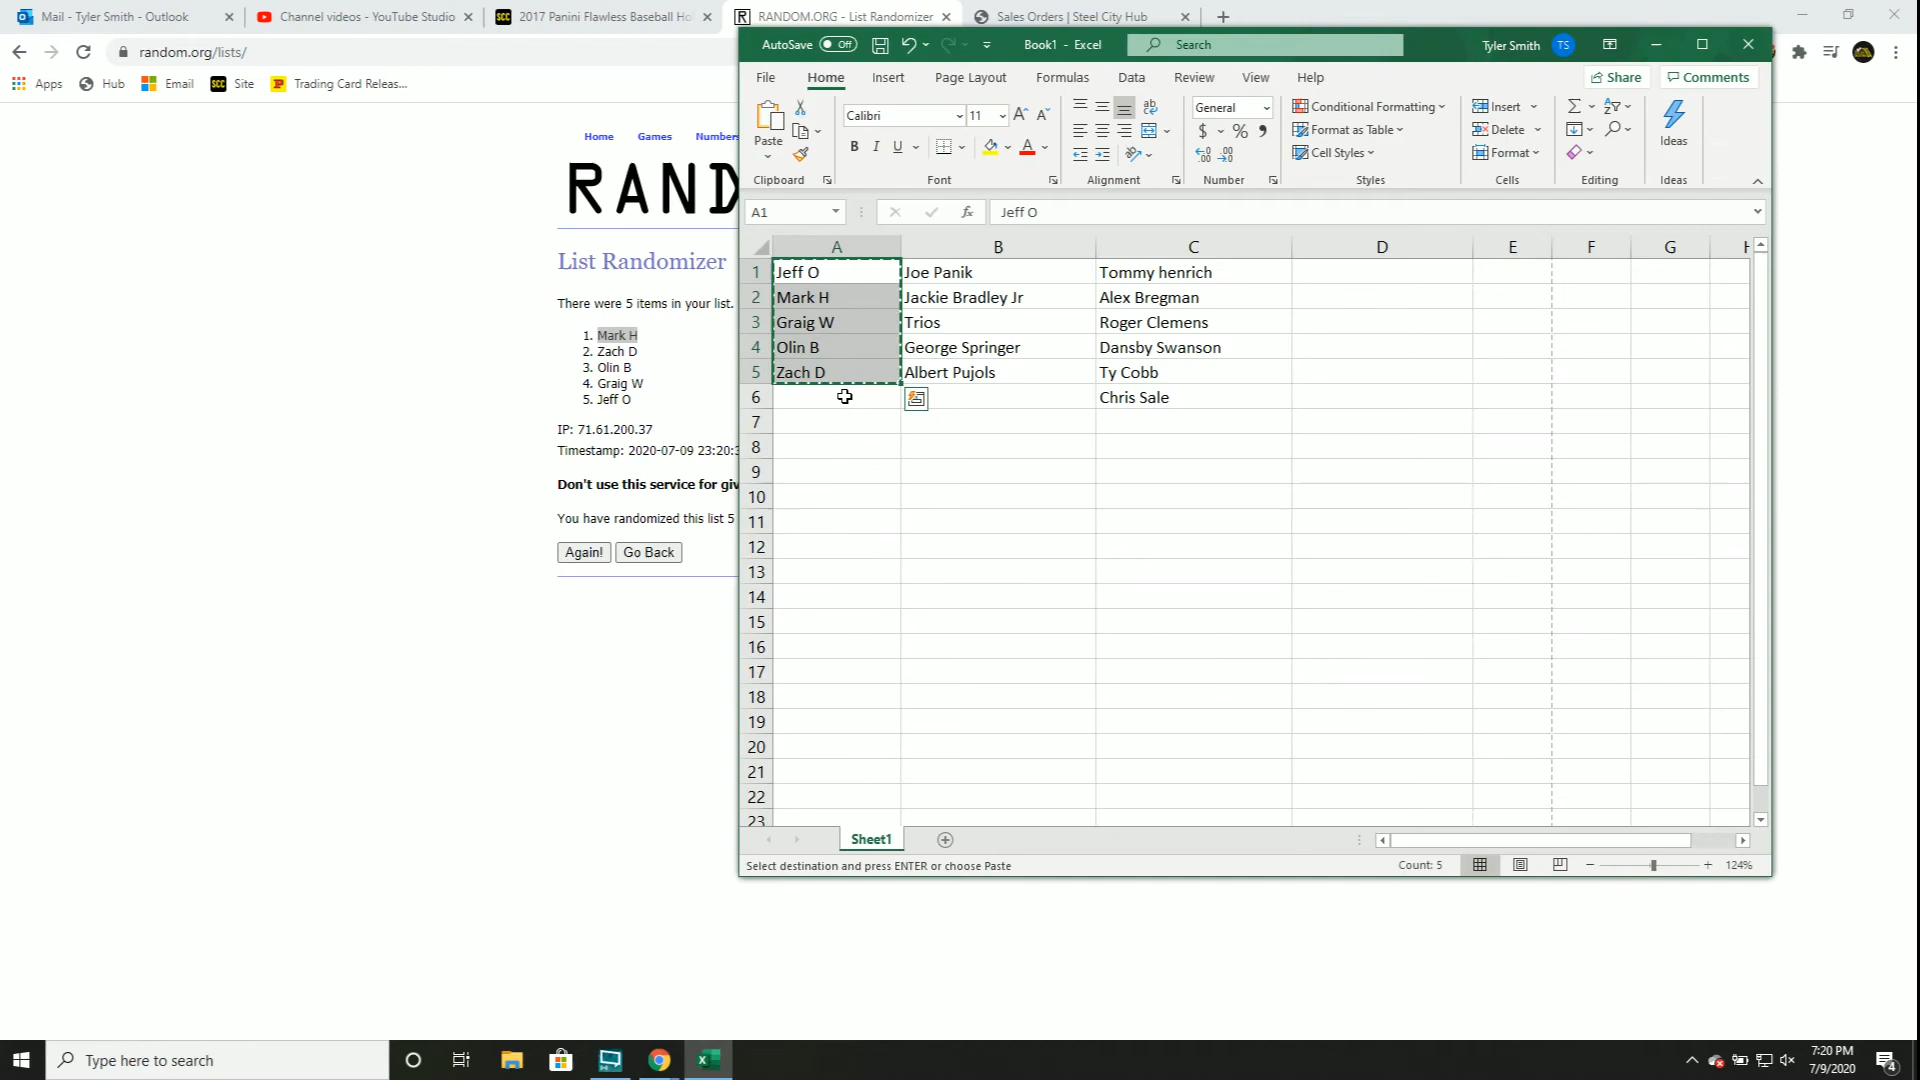 Mail - Tyler Smith - Outlook
Channel videos - YouTube Studio
2017 Panini Flawless Baseball Ho
RANDOM.ORG - List Randomizer
Sales Orders | Steel City Hub
random.org/lists/
Apps
Hub
Email
Site
Trading Card Releas...
Home
Games
Numbers
RAND
List Randomizer
There were 5 items in your list.
1. Mark H
2. Zach D
3. Olin B
4. Graig W
5. Jeff O
IP: 71.61.200.37
Timestamp: 2020-07-09 23:20:3
Don't use this service for giv
You have randomized this list 5
Again!
Go Back
AutoSave Off
Book1 - Excel
Search
Tyler Smith TS
File Home Insert Draw Page Layout Formulas Data Review View Help
Share
Comments
Paste
Clipboard
Calibri 11
B I U
Font
Alignment
General
Number
Conditional Formatting
Format as Table
Cell Styles
Styles
Insert
Delete
Format
Cells
Editing
Ideas
Ideas
A1
fx
Jeff O
A B C D E F G H
1 Jeff O Joe Panik Tommy henrich
2 Mark H Jackie Bradley Jr Alex Bregman
3 Graig W Trios Roger Clemens
4 Olin B George Springer Dansby Swanson
5 Zach D Albert Pujols Ty Cobb
6 Chris Sale
7
8
9
10
11
12
13
14
15
16
17
18
19
20
21
22
23
Sheet1
Select destination and press ENTER or choose Paste
Count: 5
124%
Type here to search
7:20 PM
7/9/2020
4